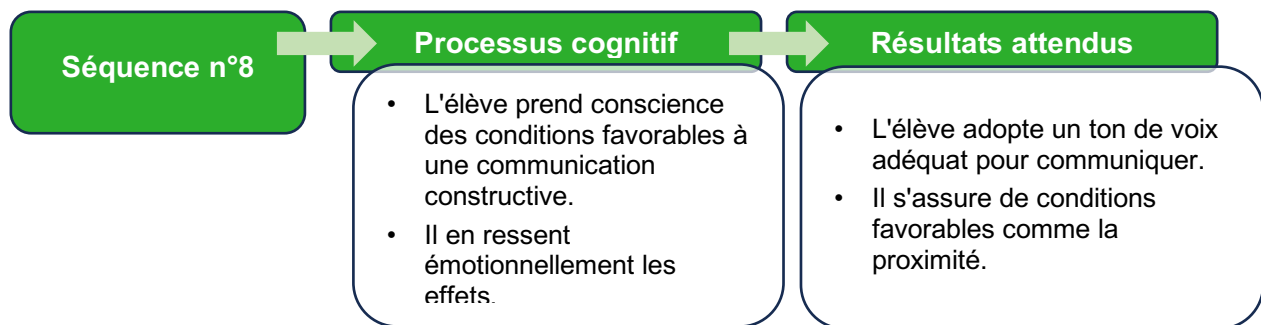 Séquence n°8
Processus cognitif
• L'élève prend conscience
des conditions favorables à
une communication
constructive.
• Il en ressent
émotionnellement les
effets.
Résultats attendus
• L'élève adopte un ton de voix
adéquat pour communiquer.
• Il s'assure de conditions
favorables comme la
proximité.